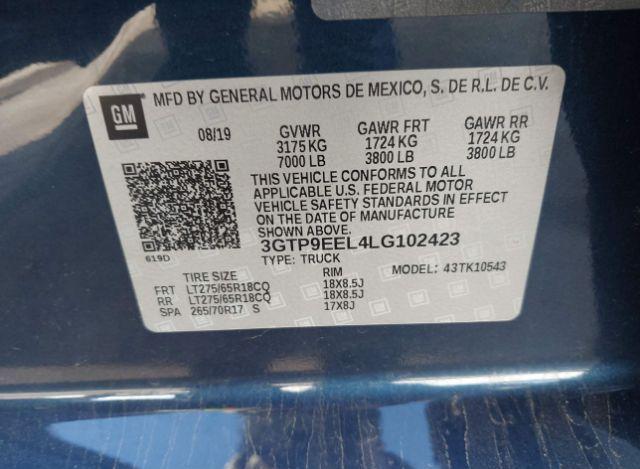 GM
MFD BY GENERAL MOTORS DE MEXICO, S. DE R.L. DE C.V.
08/19 GVWR GAWR FRT GAWR RR
3175 KG 1724 KG 1724 KG
7000 LB 3800 LB 3800 LB
THIS VEHICLE CONFORMS TO ALL
APPLICABLE U.S. FEDERAL MOTOR
VEHICLE SAFETY STANDARDS IN EFFECT
ON THE DATE OF MANUFACTURE SHOWN ABOVE.
3GTP9EEL4LG102423
619D
TYPE: TRUCK MODEL: 43TK10543
TIRE SIZE RIM
FRT LT275/65R18CQ 18X8.5J
RR LT275/65R18CQ 18X8.5J
SPA 265/70R17 S 17X8J